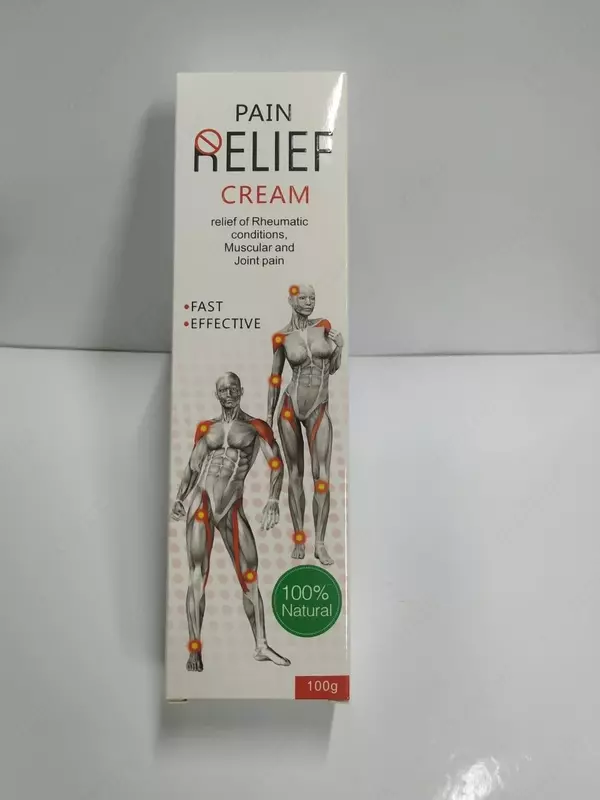 PAIN
RELIEF
CREAM
relief of Rheumatic
conditions,
Muscular and
Joint pain
•FAST
•EFFECTIVE
100%
Natural
100g